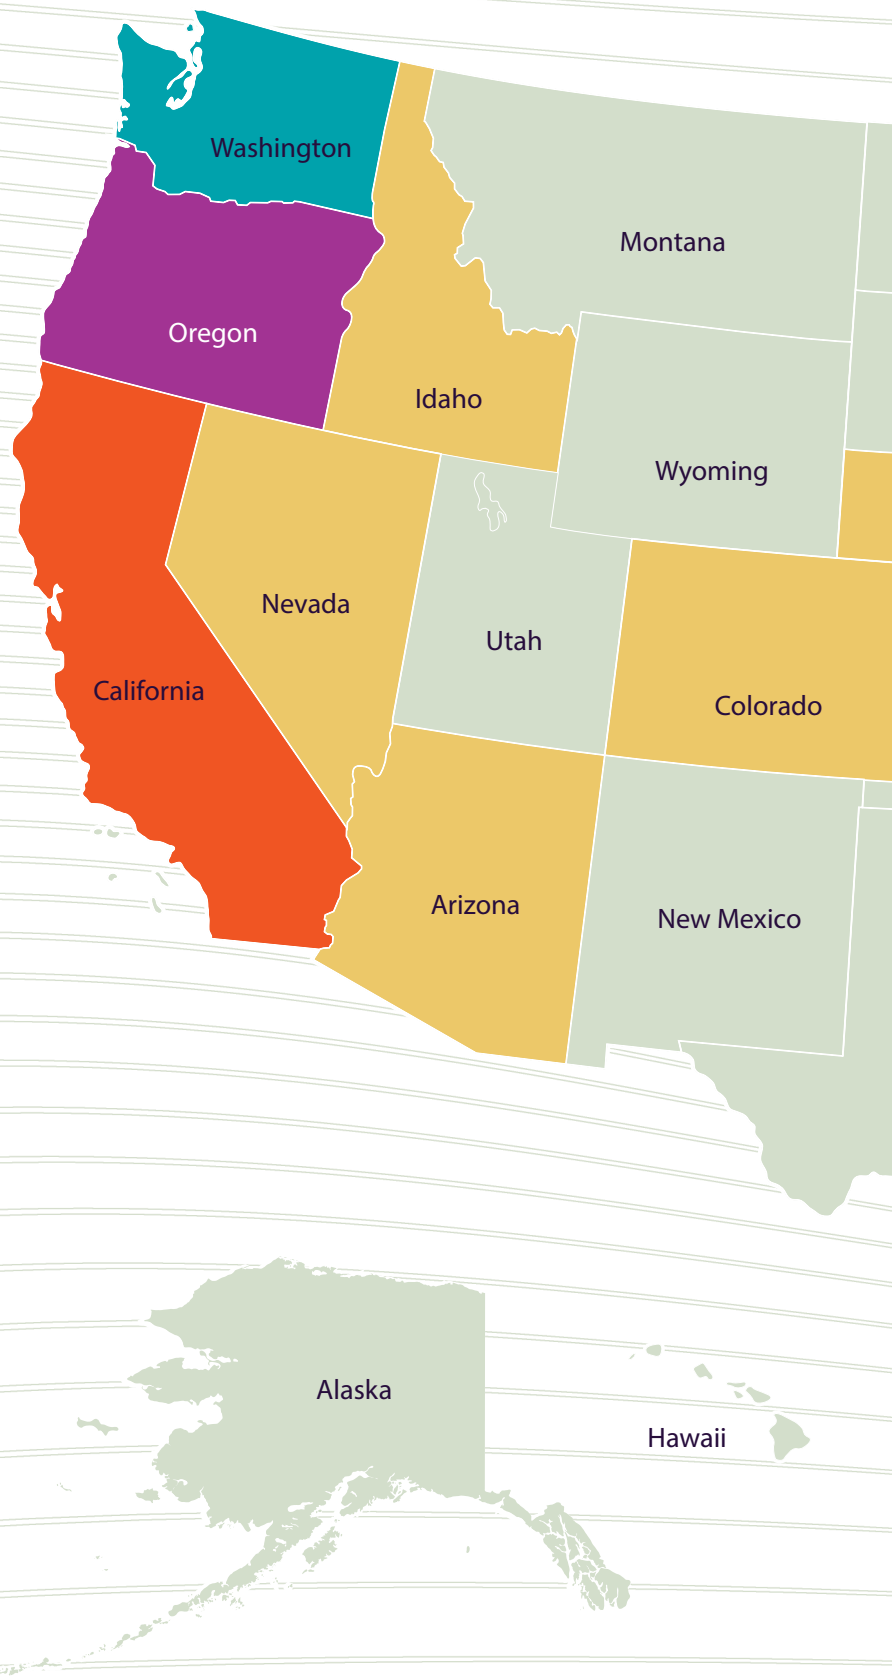 Washington
Montana
Oregon
Idaho
Wyoming
Nevada
Utah
California
Colorado
Arizona
New Mexico
Alaska
Hawaii